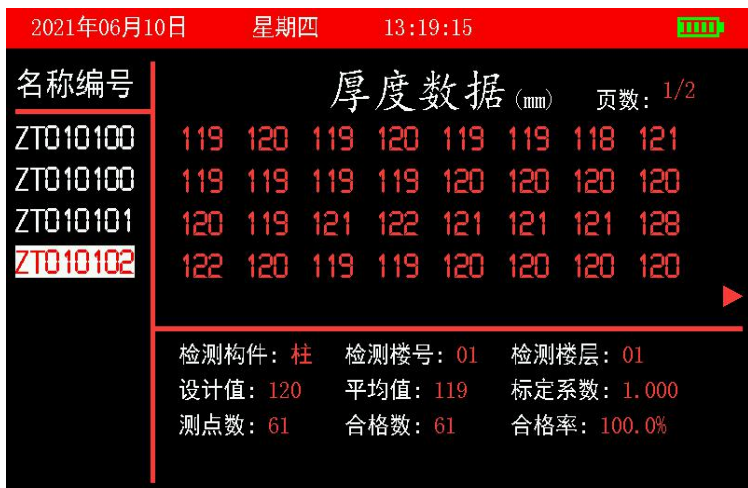 2021年06月10日 星期四 13:19:15
名称编号
厚度数据(mm) 页数: 1/2
ZT010100 119 120 119 120 119 119 118 121
ZT010100 119 119 119 119 120 120 120 120
ZT010101 120 119 121 122 121 121 121 128
ZT010102 122 120 119 119 120 120 120 120
检测构件: 柱 检测楼号: 01 检测楼层: 01
设计值: 120 平均值: 119 标定系数: 1.000
测点数: 61 合格数: 61 合格率: 100.0%